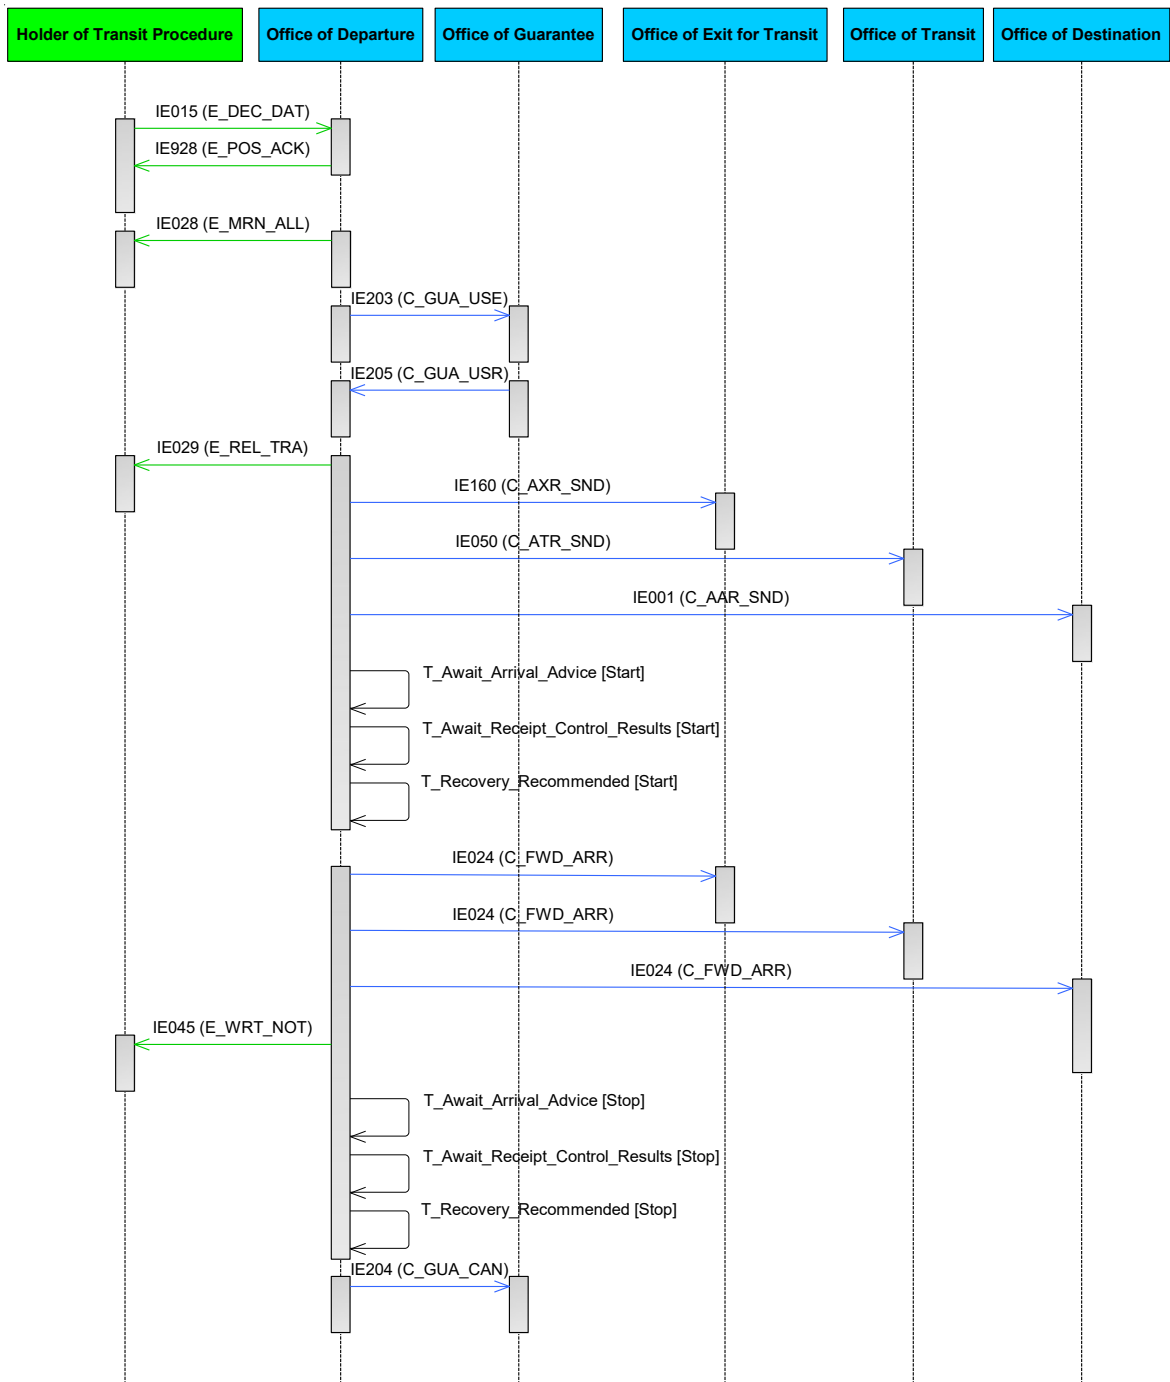 Holder of Transit Procedure
Office of Departure
Office of Guarantee
Office of Exit for Transit
Office of Transit
Office of Destination
IE015 (E_DEC_DAT)
IE928 (E_POS_ACK)
IE028 (E_MRN_ALL)
IE203 (C_GUA_USE)
IE205 (C_GUA_USR)
IE029 (E_REL_TRA)
IE160 (C_AXR_SND)
IE050 (C_ATR_SND)
IE001 (C_AAR_SND)
T_Await_Arrival_Advice [Start]
T_Await_Receipt_Control_Results [Start]
T_Recovery_Recommended [Start]
IE024 (C_FWD_ARR)
IE024 (C_FWD_ARR)
IE024 (C_FWD_ARR)
IE045 (E_WRT_NOT)
T_Await_Arrival_Advice [Stop]
T_Await_Receipt_Control_Results [Stop]
T_Recovery_Recommended [Stop]
IE204 (C_GUA_CAN)